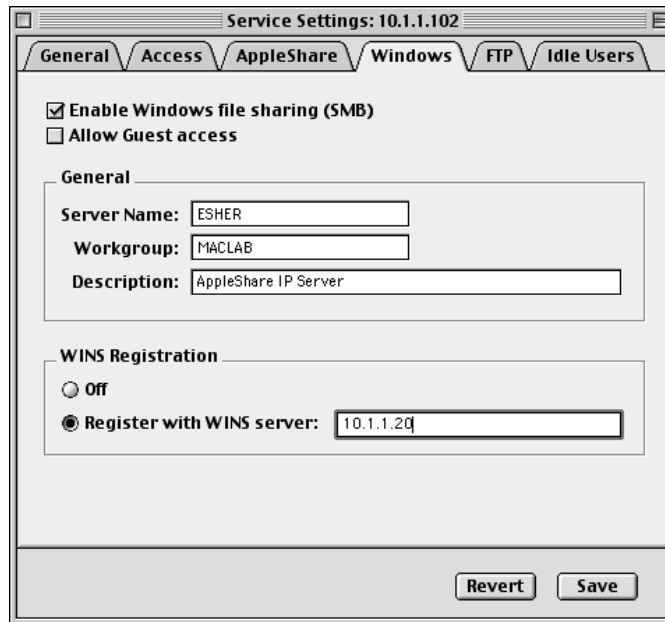 Service Settings: 10.1.1.102
General Access AppleShare Windows FTP Idle Users
Enable Windows file sharing (SMB)
Allow Guest access
General
Server Name: ESHER
Workgroup: MACLAB
Description: AppleShare IP Server
WINS Registration
Off
Register with WINS server: 10.1.1.20
Revert Save